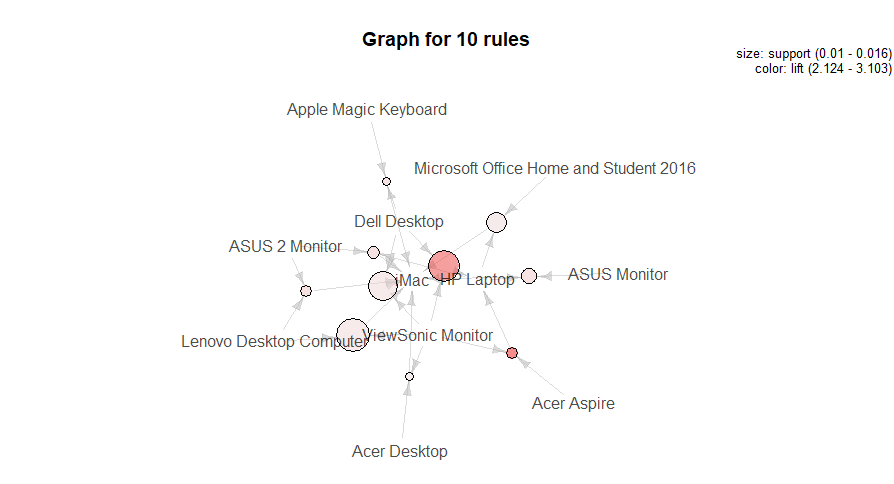 Graph for 10 rules
size: support (0.01 - 0.016)
color: lift (2.124 - 3.103)
Apple Magic Keyboard
Microsoft Office Home and Student 2016
Dell Desktop
ASUS 2 Monitor
iMac
HP Laptop
ASUS Monitor
Lenovo Desktop Computer
ViewSonic Monitor
Acer Aspire
Acer Desktop